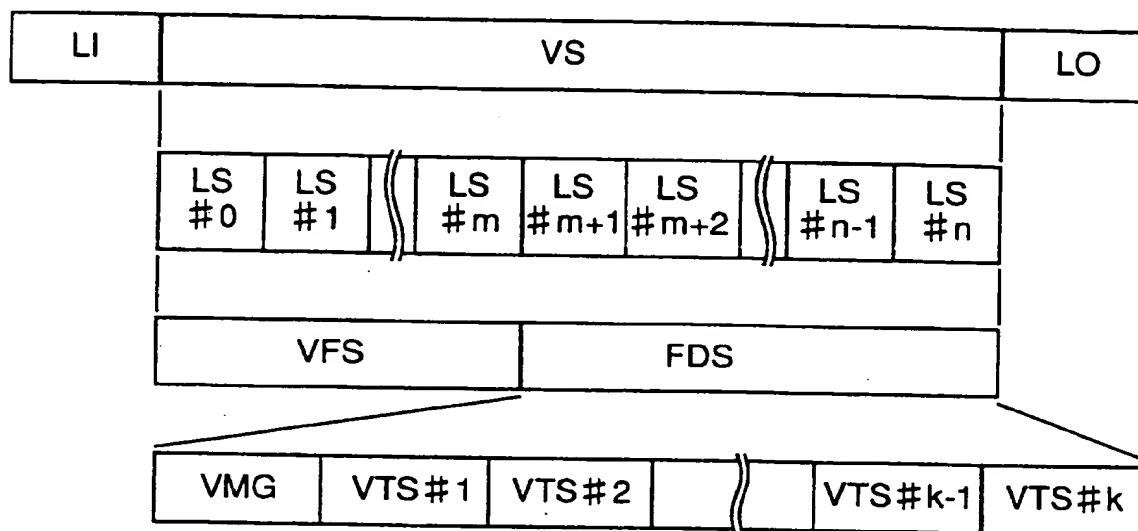 LI VS LO
LS LS LS LS LS LS LS
#0 #1 #m #m+1 #m+2 #n-1 #n
VFS FDS
VMG VTS#1 VTS#2 VTS#k-1 VTS#k